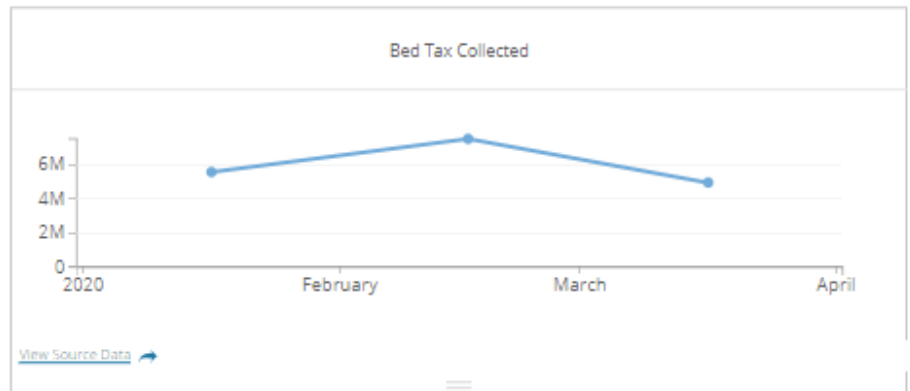 Bed Tax Collected
6M
4M
2M
0
2020 February March April
View Source Data